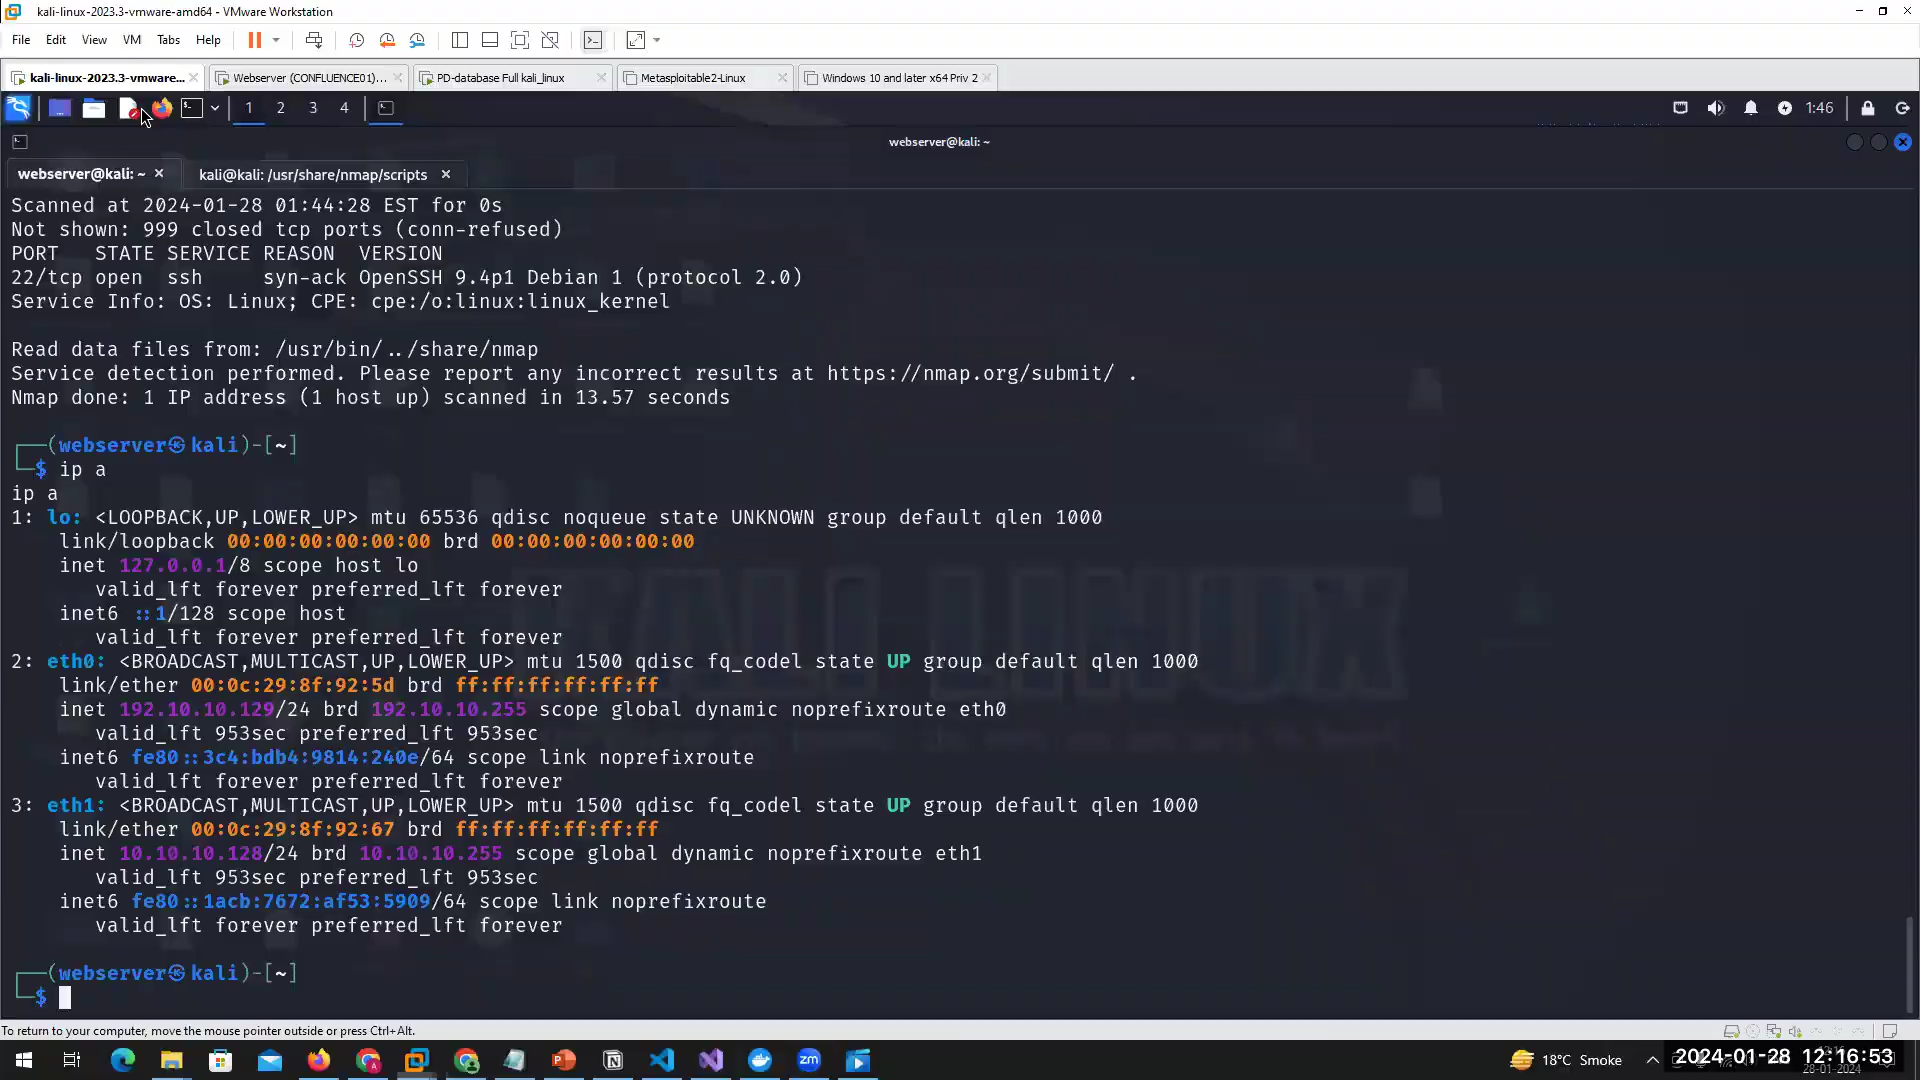 kali-linux-2023.3-vmware-amd64 - VMware Workstation
File Edit View VM Tabs Help
kali-linux-2023.3-vmware... Webserver (CONFLUENCE01)... PD-database Full kali_linux Metasploitable2-Linux Windows 10 and later x64 Priv 2
1 2 3 4 1:46
webserver@kali: ~
webserver@kali: ~ kali@kali: /usr/share/nmap/scripts
Scanned at 2024-01-28 01:44:28 EST for 0s
Not shown: 999 closed tcp ports (conn-refused)
PORT   STATE SERVICE REASON  VERSION
22/tcp open  ssh     syn-ack OpenSSH 9.4p1 Debian 1 (protocol 2.0)
Service Info: OS: Linux; CPE: cpe:/o:linux:linux_kernel
Read data files from: /usr/bin/../share/nmap
Service detection performed. Please report any incorrect results at https://nmap.org/submit/ .
Nmap done: 1 IP address (1 host up) scanned in 13.57 seconds
┌──(webserver㉿kali)-[~]
└─$ ip a
ip a
1: lo: <LOOPBACK,UP,LOWER_UP> mtu 65536 qdisc noqueue state UNKNOWN group default qlen 1000
    link/loopback 00:00:00:00:00:00 brd 00:00:00:00:00:00
    inet 127.0.0.1/8 scope host lo
       valid_lft forever preferred_lft forever
    inet6 ::1/128 scope host
       valid_lft forever preferred_lft forever
2: eth0: <BROADCAST,MULTICAST,UP,LOWER_UP> mtu 1500 qdisc fq_codel state UP group default qlen 1000
    link/ether 00:0c:29:8f:92:5d brd ff:ff:ff:ff:ff:ff
    inet 192.10.10.129/24 brd 192.10.10.255 scope global dynamic noprefixroute eth0
       valid_lft 953sec preferred_lft 953sec
    inet6 fe80::3c4:bdb4:9814:240e/64 scope link noprefixroute
       valid_lft forever preferred_lft forever
3: eth1: <BROADCAST,MULTICAST,UP,LOWER_UP> mtu 1500 qdisc fq_codel state UP group default qlen 1000
    link/ether 00:0c:29:8f:92:67 brd ff:ff:ff:ff:ff:ff
    inet 10.10.10.128/24 brd 10.10.10.255 scope global dynamic noprefixroute eth1
       valid_lft 953sec preferred_lft 953sec
    inet6 fe80::1acb:7672:af53:5909/64 scope link noprefixroute
       valid_lft forever preferred_lft forever
┌──(webserver㉿kali)-[~]
└─$
KALI LINUX
To return to your computer, move the mouse pointer outside or press Ctrl+Alt.
18°C Smoke
2024-01-28 12:16:53
28-01-2024